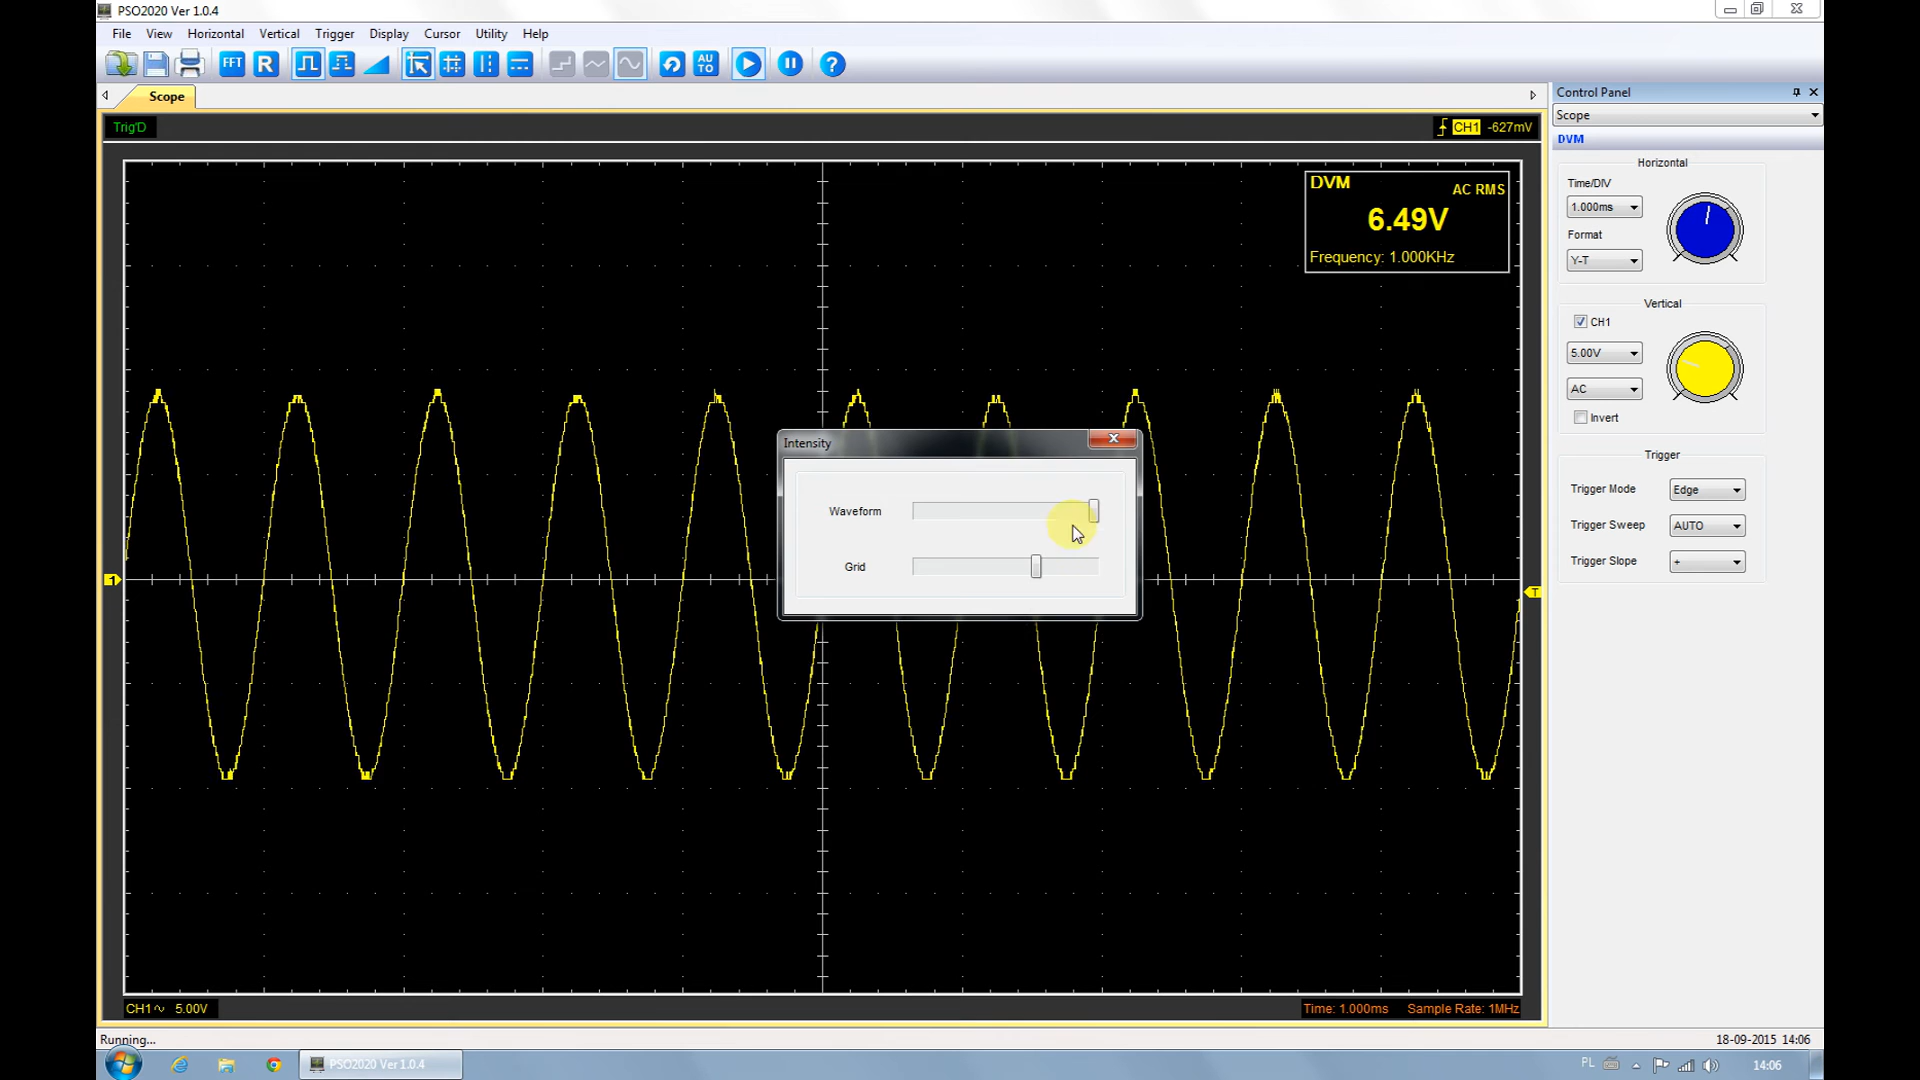 PSO2020 Ver 1.0.4
File View Horizontal Vertical Trigger Display Cursor Utility Help
FFT R AU TO ?
Scope
Trig'D
CH1 -627mV
DVM AC RMS
6.49V
Frequency: 1.000KHz
Intensity
Waveform
Grid
1
T
CH1~ 5.00V
Time: 1.000ms Sample Rate: 1MHz
Control Panel
Scope
DVM
Horizontal
Time/DIV
1.000ms
Format
Y-T
Vertical
CH1
5.00V
AC
Invert
Trigger
Trigger Mode Edge
Trigger Sweep AUTO
Trigger Slope +
Running... 18-09-2015 14:06
PSO2020 Ver 1.0.4 PL 14:06